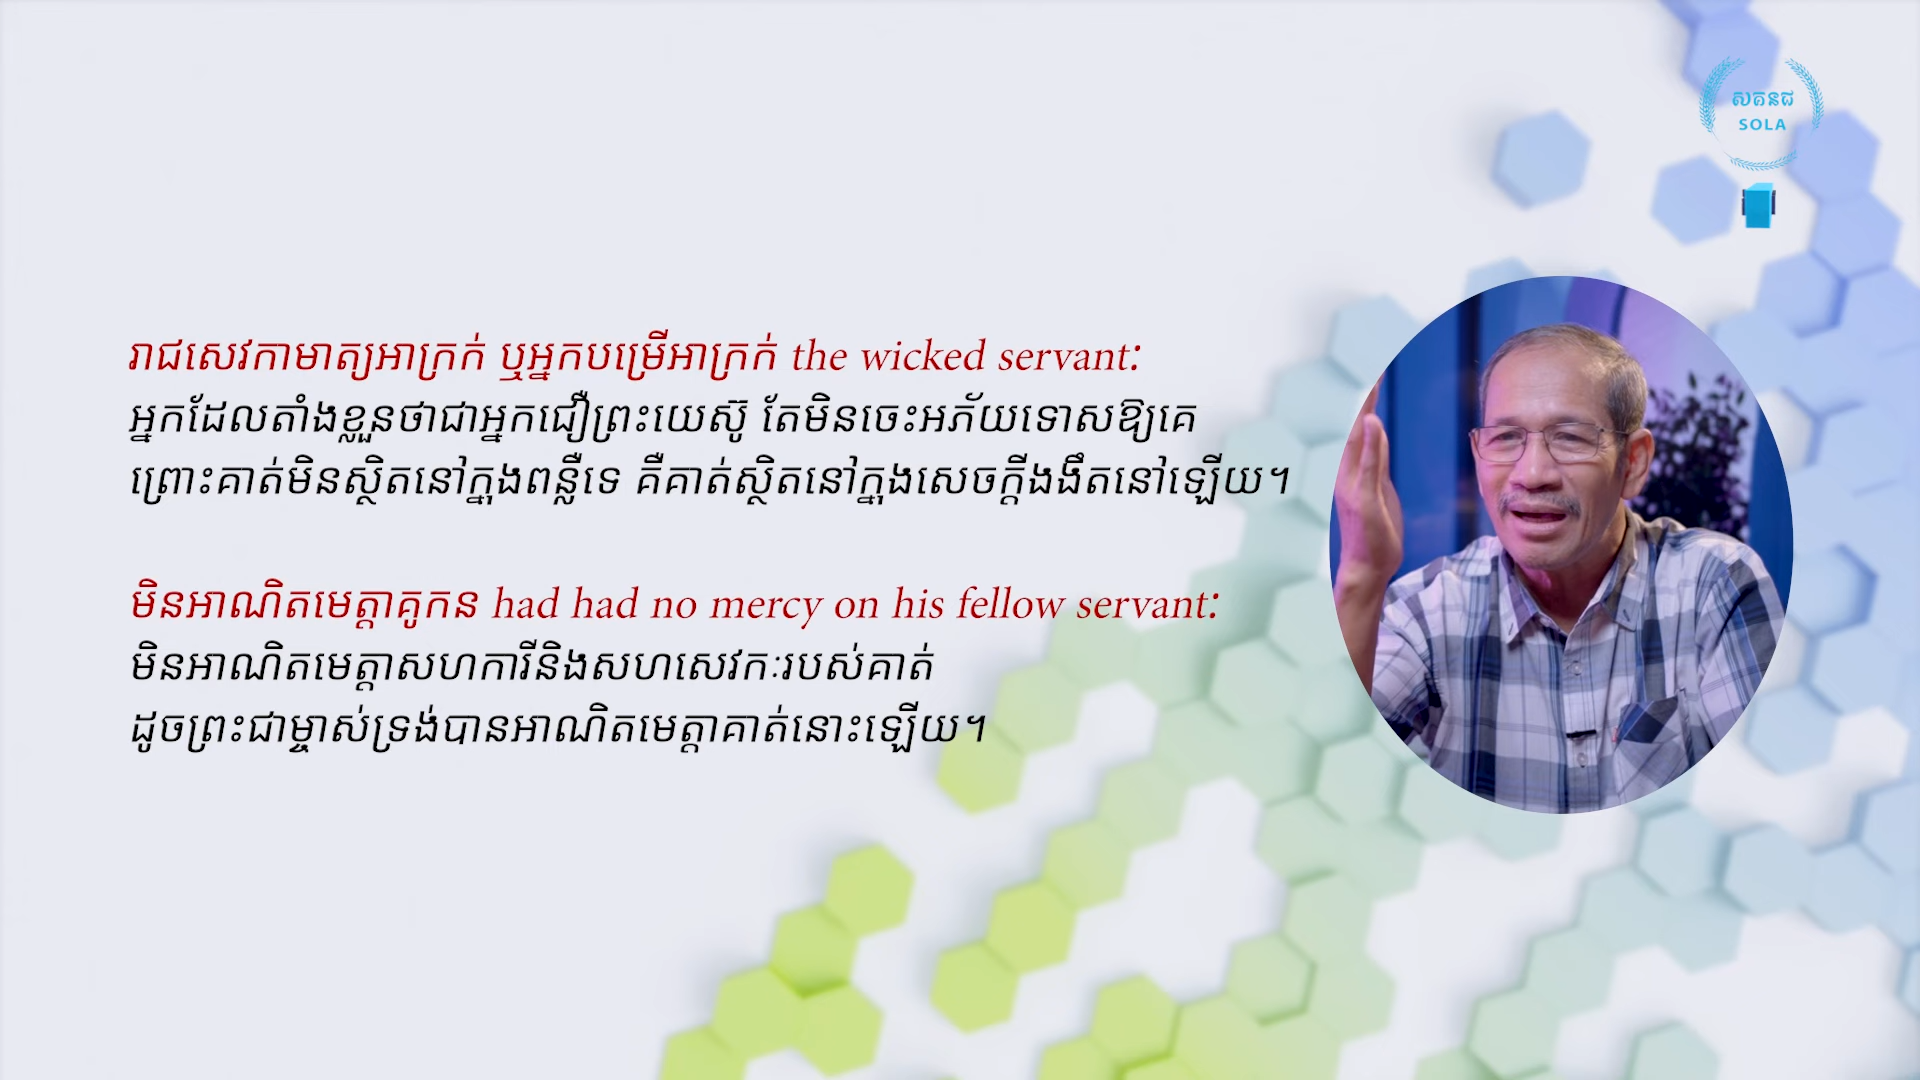 សគនជ
SOLA
រាជសេវកាមាត្យអាក្រក់ ឬអ្នកបម្រើអាក្រក់ the wicked servant:
អ្នកដែលតាំងខ្លួនថាជាអ្នកជឿព្រះយេស៊ូ តែមិនចេះអភ័យទោសឱ្យគេ
ព្រោះគាត់មិនស្ថិតនៅក្នុងពន្លឺទេ គឺគាត់ស្ថិតនៅក្នុងសេចក្ដីងងឹតនៅឡើយ។
មិនអាណិតមេត្តាគូកន had had no mercy on his fellow servant:
មិនអាណិតមេត្តាសហការីនិងសហសេវកៈរបស់គាត់
ដូចព្រះជាម្ចាស់ទ្រង់បានអាណិតមេត្តាគាត់នោះឡើយ។